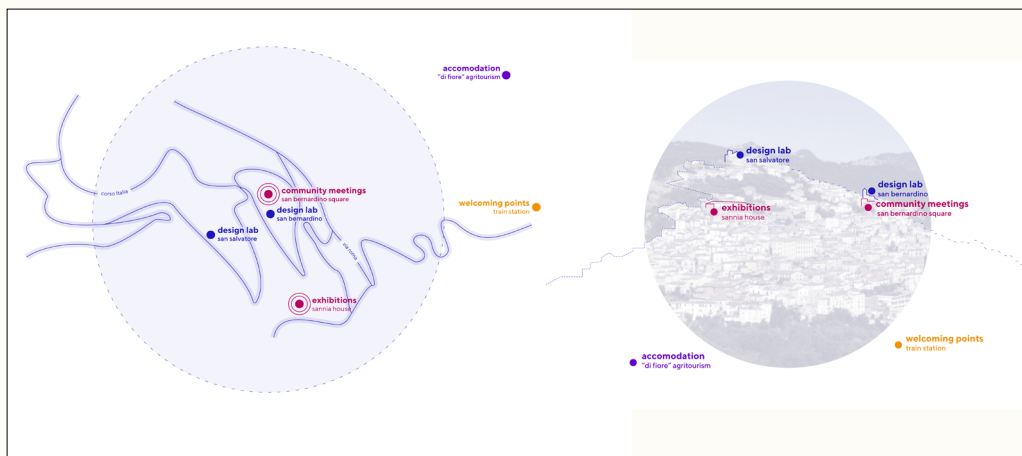 accomodation
"di fiore" agritourism
corso italia
community meetings
san bernardino square
design lab
san bernardino
design lab
san salvatore
via roma
exhibitions
sannia house
welcoming points
train station
design lab
san salvatore
design lab
san bernardino
exhibitions
sannia house
community meetings
san bernardino square
welcoming points
train station
accomodation
"di fiore" agritourism